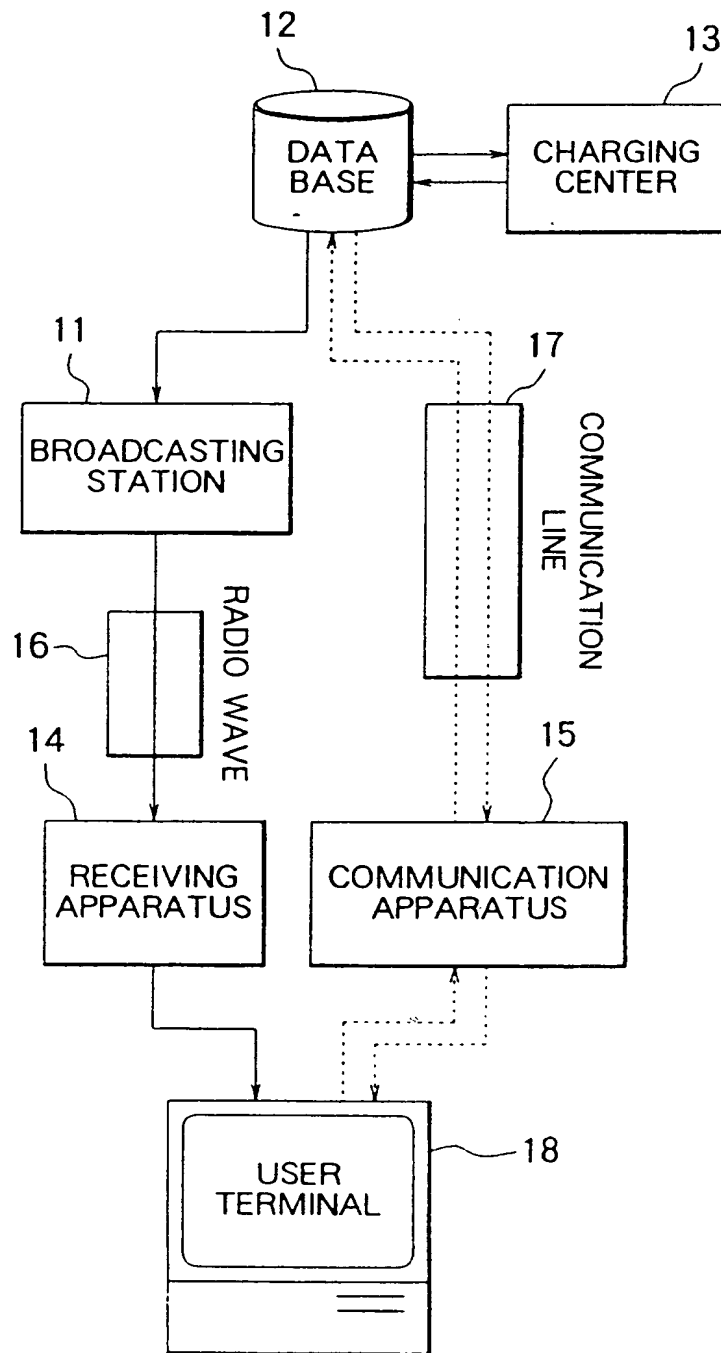 12
13
DATA
BASE
CHARGING
CENTER
11
17
BROADCASTING
STATION
COMMUNICATION
LINE
16
RADIO WAVE
14
15
RECEIVING
APPARATUS
COMMUNICATION
APPARATUS
18
USER
TERMINAL